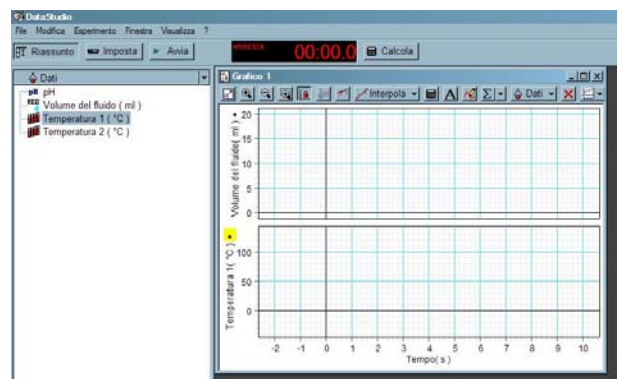 DataStudio
File Modifica Esperimento Finestra Visualizza ?
Riassunto Imposta Avvia 00:00.0 Calcola
Dati
pH pH
Volume del fluido ( ml )
Temperatura 1 ( °C )
Temperatura 2 ( °C )
Grafico 1
Interpola A Σ Dati
Volume del fluido( ml )
20
15
10
5
0
Temperatura 1( °C )
100
50
0
-2 -1 0 1 2 3 4 5 6 7 8 9 10
Tempo( s )